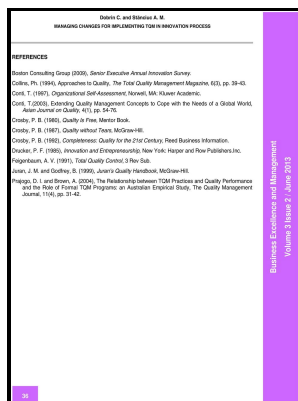 Dobrin C. and Stănciuc A. M.
MANAGING CHANGES FOR IMPLEMENTING TQM IN INNOVATION PROCESS
REFERENCES
Boston Consulting Group (2009), Senior Executive Annual Innovation Survey.
Collins, Ph. (1994), Approaches to Quality, The Total Quality Management Magazine, 6(3), pp. 39-43.
Conti, T. (1997), Organizational Self-Assessment, Norwell, MA: Kluwer Academic.
Conti, T.(2003), Extending Quality Management Concepts to Cope with the Needs of a Global World,
Asian Journal on Quality, 4(1), pp. 54-76.
Crosby, P. B. (1980), Quality is Free, Mentor Book.
Crosby, P. B. (1987), Quality without Tears, McGraw-Hill.
Crosby, P. B. (1992), Completeness: Quality for the 21st Century, Reed Business Information.
Drucker, P. F. (1985), Innovation and Entrepreneurship, New York: Harper and Row Publishers.Inc.
Feigenbaum, A. V. (1991), Total Quality Control, 3 Rev Sub.
Juran, J. M. and Godfrey, B. (1999), Juran's Quality Handbook, McGraw-Hill.
Prajogo, D. I. and Brown, A. (2004), The Relationship between TQM Practices and Quality Performance
and the Role of Formal TQM Programs: an Australian Empirical Study, The Quality Management
Journal, 11(4), pp. 31-42.
Business Excellence and Management
Volume 3 Issue 2 / June 2013